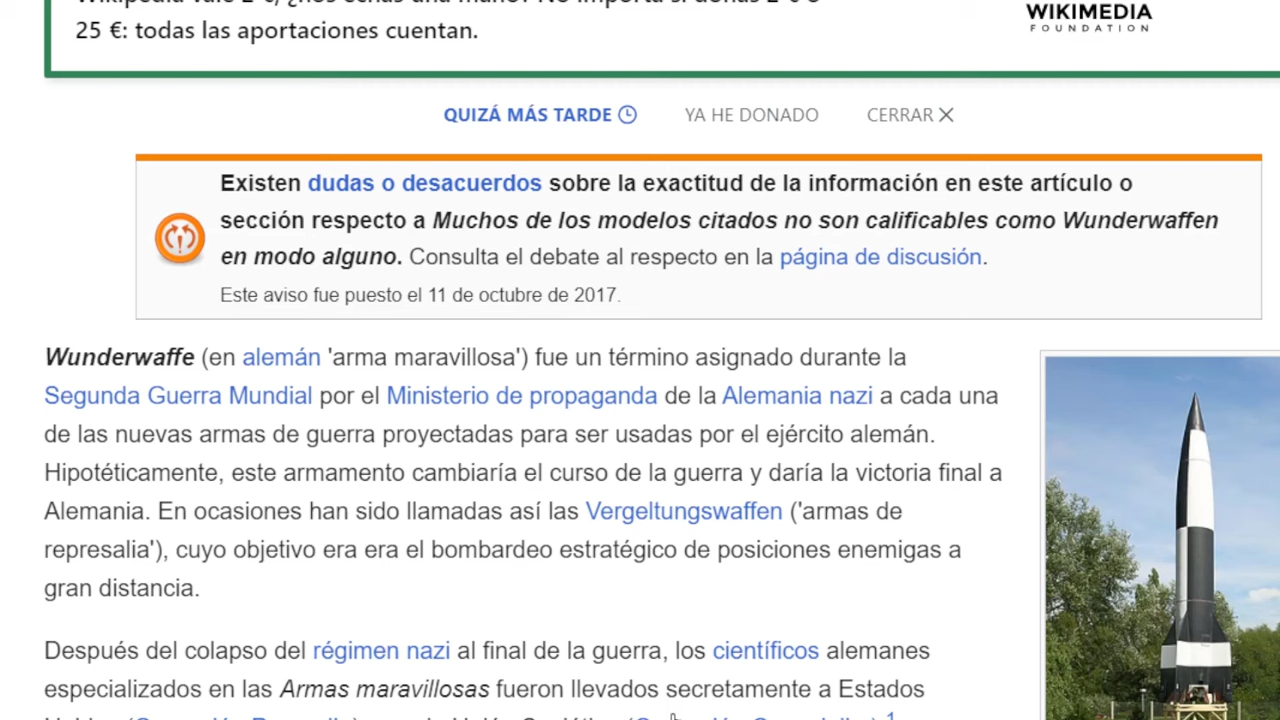 25 €: todas las aportaciones cuentan.
WIKIMEDIA
FOUNDATION
QUIZÁ MÁS TARDE
YA HE DONADO
CERRAR
Existen dudas o desacuerdos sobre la exactitud de la información en este artículo o
sección respecto a Muchos de los modelos citados no son calificables como Wunderwaffen
en modo alguno. Consulta el debate al respecto en la página de discusión.
Este aviso fue puesto el 11 de octubre de 2017.
Wunderwaffe (en alemán 'arma maravillosa') fue un término asignado durante la
Segunda Guerra Mundial por el Ministerio de propaganda de la Alemania nazi a cada una
de las nuevas armas de guerra proyectadas para ser usadas por el ejército alemán.
Hipotéticamente, este armamento cambiaría el curso de la guerra y daría la victoria final a
Alemania. En ocasiones han sido llamadas así las Vergeltungswaffen ('armas de
represalia'), cuyo objetivo era era el bombardeo estratégico de posiciones enemigas a
gran distancia.
Después del colapso del régimen nazi al final de la guerra, los científicos alemanes
especializados en las Armas maravillosas fueron llevados secretamente a Estados